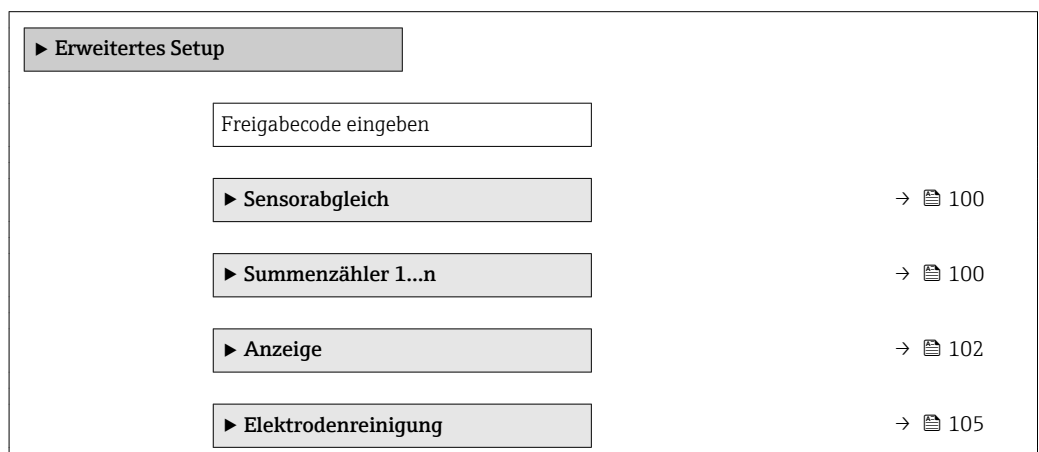 ▶ Erweitertes Setup
Freigabecode eingeben
▶ Sensorabgleich → 100
▶ Summenzähler 1...n → 100
▶ Anzeige → 102
▶ Elektrodenreinigung → 105